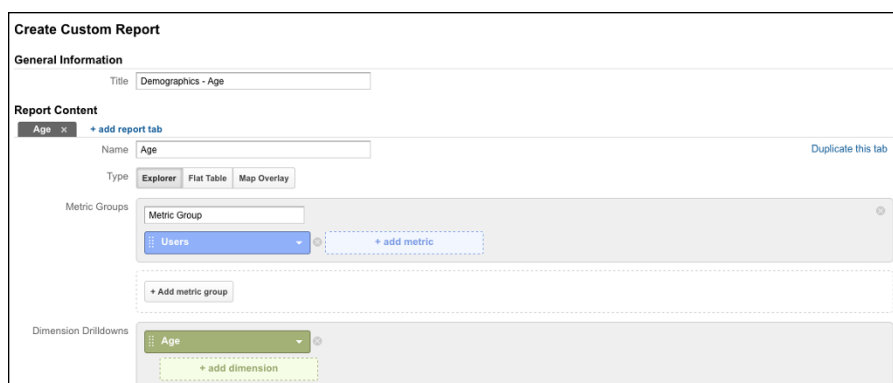 Create Custom Report
General Information
Title Demographics - Age
Report Content
Age × + add report tab
Name Age Duplicate this tab
Type Explorer Flat Table Map Overlay
Metric Groups Metric Group
Users + add metric
+ Add metric group
Dimension Drilldowns
Age
+ add dimension